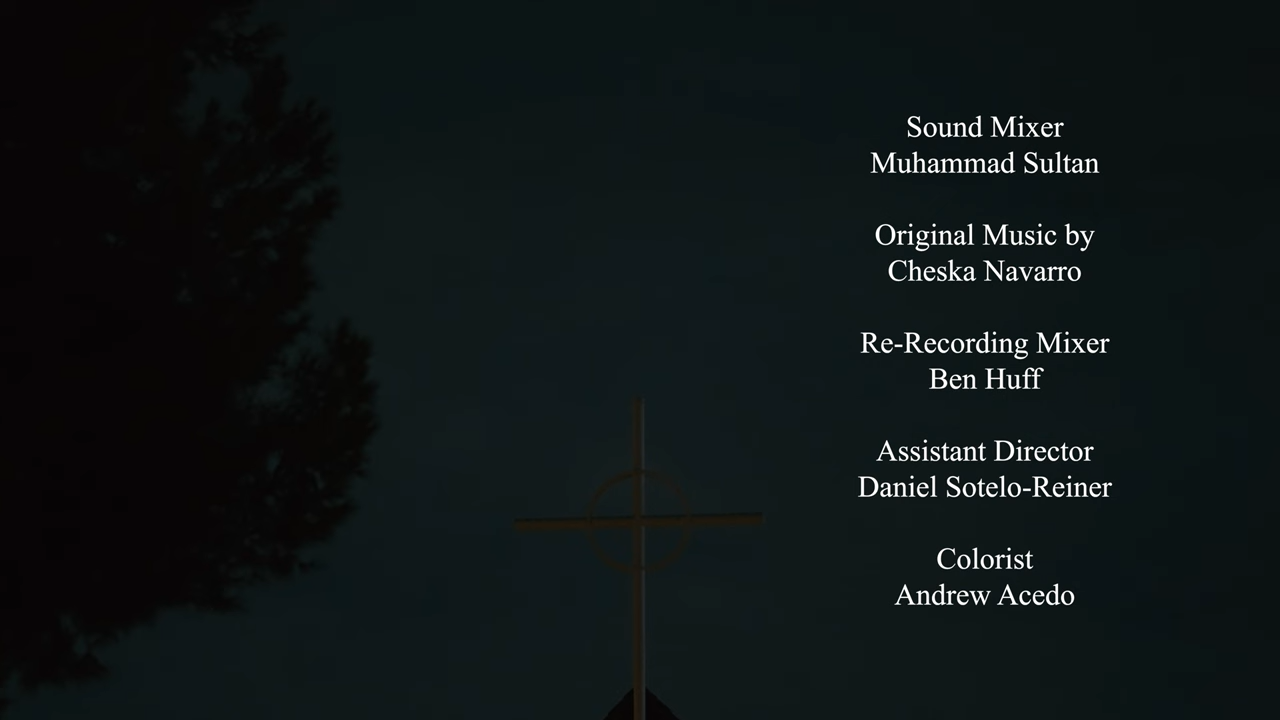 Sound Mixer
Muhammad Sultan
Original Music by
Cheska Navarro
Re-Recording Mixer
Ben Huff
Assistant Director
Daniel Sotelo-Reiner
Colorist
Andrew Acedo